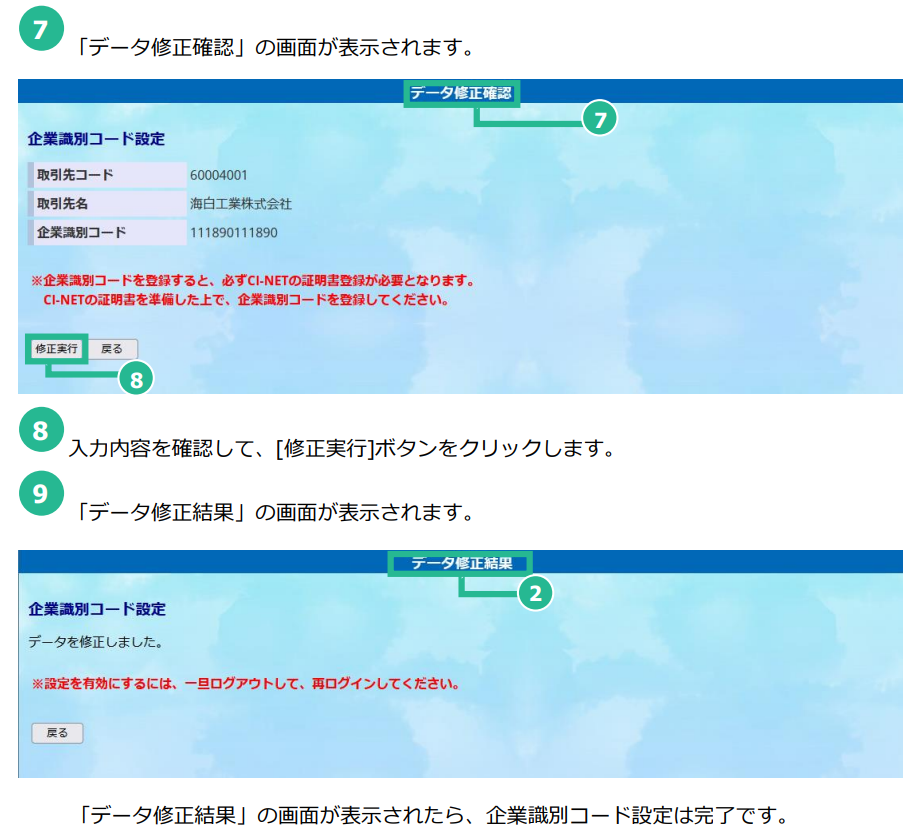 7
「データ修正確認」の画面が表示されます。
データ修正確認
7
企業識別コード設定
取引先コード 60004001
取引先名 海白工業株式会社
企業識別コード 111890111890
※企業識別コードを登録すると、必ずCI-NETの証明書登録が必要となります。
CI-NETの証明書を準備した上で、企業識別コードを登録してください。
修正実行 戻る
8
8
入力内容を確認して、[修正実行]ボタンをクリックします。
9
「データ修正結果」の画面が表示されます。
データ修正結果
2
企業識別コード設定
データを修正しました。
※設定を有効にするには、一旦ログアウトして、再ログインしてください。
戻る
「データ修正結果」の画面が表示されたら、企業識別コード設定は完了です。